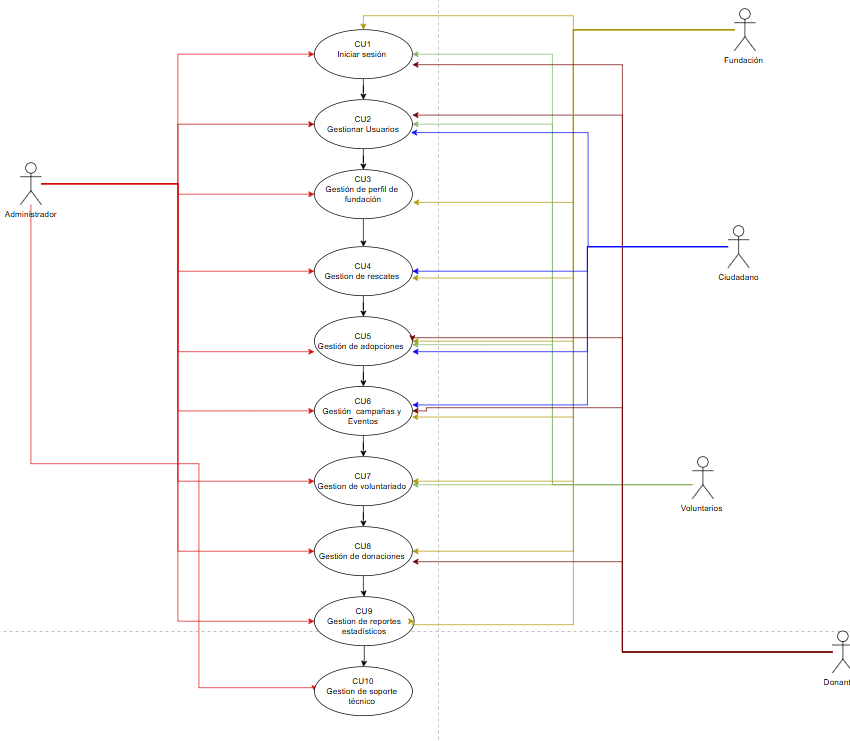 CU1
Iniciar sesión
Fundación
CU2
Gestionar Usuarios
CU3
Gestión de perfil de
fundación
Administrador
CU4
Gestion de rescates
Ciudadano
CU5
Gestión de adopciones
CU6
Gestión campañas y
Eventos
CU7
Gestion de voluntariado
Voluntarios
CU8
Gestión de donaciones
CU9
Gestion de reportes
estadísticos
CU10
Gestion de soporte
técnico
Donant